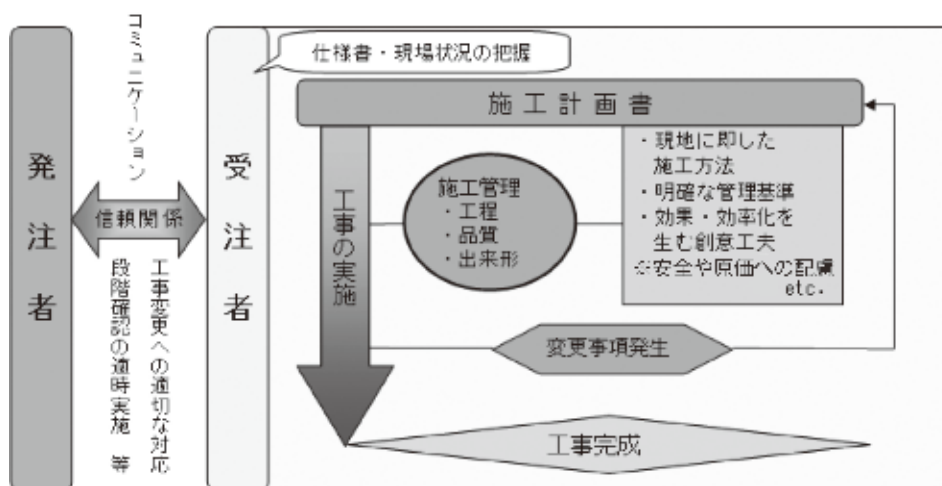 発注者
コミュニケーション
信頼関係
工事変更への適切な対応
段階確認の適時実施 等
受注者
仕様書・現場状況の把握
施工計画書
工事の実施
施工管理
・工程
・品質
・出来形
・現地に即した
施工方法
・明確な管理基準
・効果・効率化を
生む創意工夫
※安全や原価への配慮
etc.
変更事項発生
工事完成